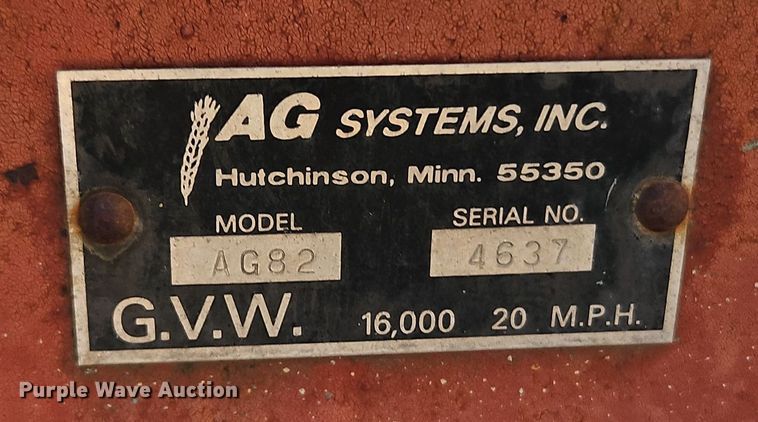 AG SYSTEMS, INC.
Hutchinson, Minn. 55350
MODEL SERIAL NO.
AG82 4637
G.V.W. 16,000 20 M.P.H.
Purple Wave Auction